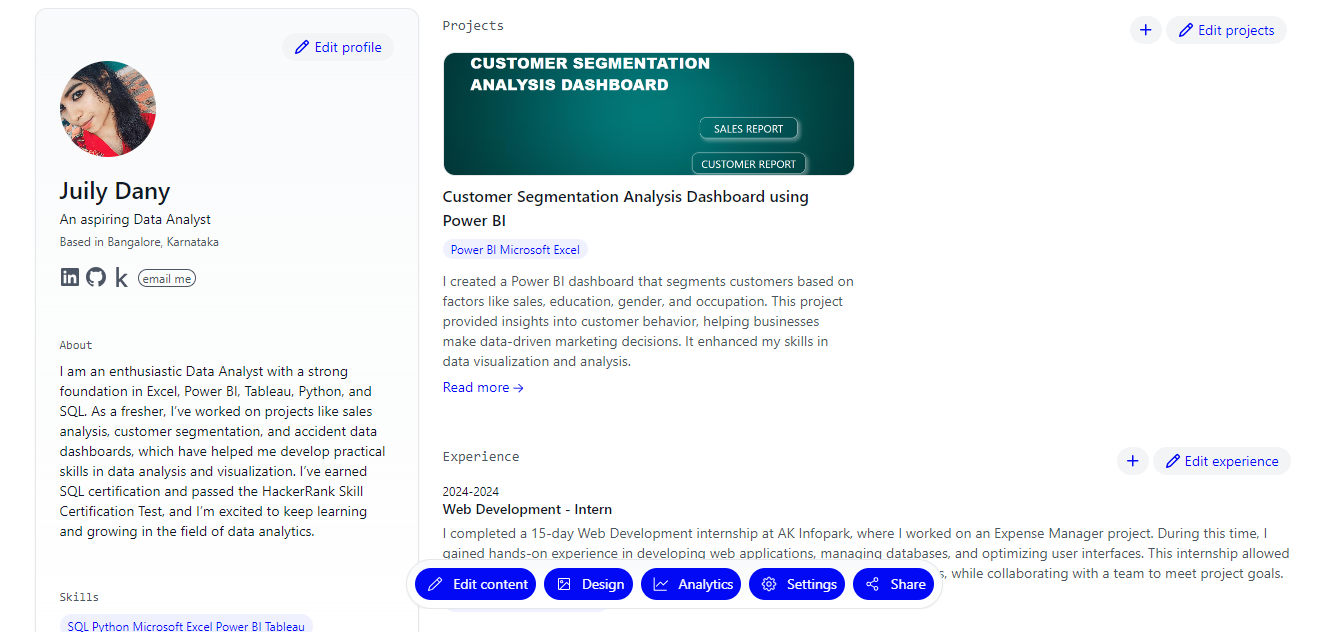 Edit profile
Juily Dany
An aspiring Data Analyst
Based in Bangalore, Karnataka
in
k
email me
About
I am an enthusiastic Data Analyst with a strong
foundation in Excel, Power BI, Tableau, Python, and
SQL. As a fresher, I've worked on projects like sales
analysis, customer segmentation, and accident data
dashboards, which have helped me develop practical
skills in data analysis and visualization. I've earned
SQL certification and passed the HackerRank Skill
Certification Test, and I'm excited to keep learning
and growing in the field of data analytics.
Skills
SQL Python Microsoft Excel Power BI Tableau
Projects
+ Edit projects
CUSTOMER SEGMENTATION
ANALYSIS DASHBOARD
SALES REPORT
CUSTOMER REPORT
Customer Segmentation Analysis Dashboard using
Power BI
Power BI Microsoft Excel
I created a Power BI dashboard that segments customers based on
factors like sales, education, gender, and occupation. This project
provided insights into customer behavior, helping businesses
make data-driven marketing decisions. It enhanced my skills in
data visualization and analysis.
Read more →
Experience
+ Edit experience
2024-2024
Web Development - Intern
I completed a 15-day Web Development internship at AK Infopark, where I worked on an Expense Manager project. During this time, I
gained hands-on experience in developing web applications, managing databases, and optimizing user interfaces. This internship allowed
s, while collaborating with a team to meet project goals.
Edit content Design Analytics Settings Share